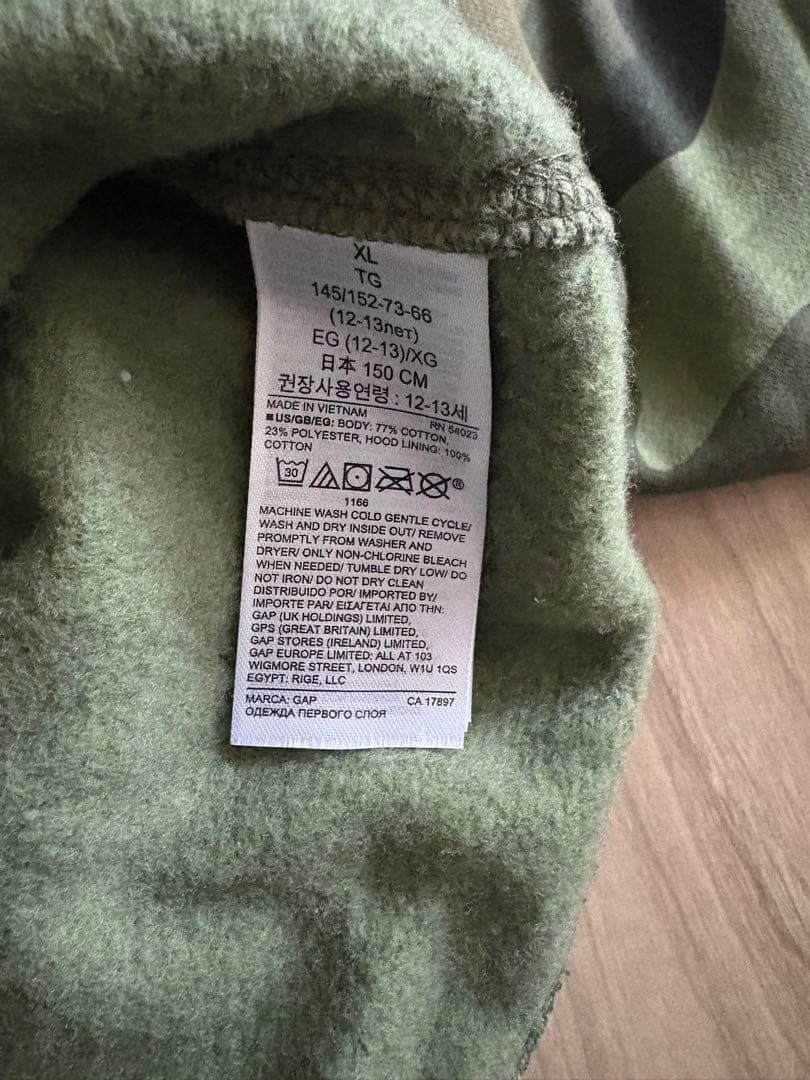 XL
TG
145/152-73-66
(12-13лет)
EG (12-13)/XG
日本 150 CM
권장사용연령 : 12-13세
MADE IN VIETNAM RN 54023
■US/GB/EG: BODY: 77% COTTON,
23% POLYESTER, HOOD LINING: 100%
COTTON
30 ®
1166
MACHINE WASH COLD GENTLE CYCLE/
WASH AND DRY INSIDE OUT/ REMOVE
PROMPTLY FROM WASHER AND
DRYER/ ONLY NON-CHLORINE BLEACH
WHEN NEEDED/ TUMBLE DRY LOW/ DO
NOT IRON/ DO NOT DRY CLEAN
DISTRIBUIDO POR/ IMPORTED BY/
IMPORTE PAR/ ΕΙΣΑΓΕΤΑΙ ΑΠΟ ΤΗΝ:
GAP (UK HOLDINGS) LIMITED,
GPS (GREAT BRITAIN) LIMITED,
GAP STORES (IRELAND) LIMITED,
GAP EUROPE LIMITED: ALL AT 103
WIGMORE STREET, LONDON, W1U 1QS
EGYPT: RIGE, LLC
MARCA: GAP CA 17897
ОДЕЖДА ПЕРВОГО СЛОЯ